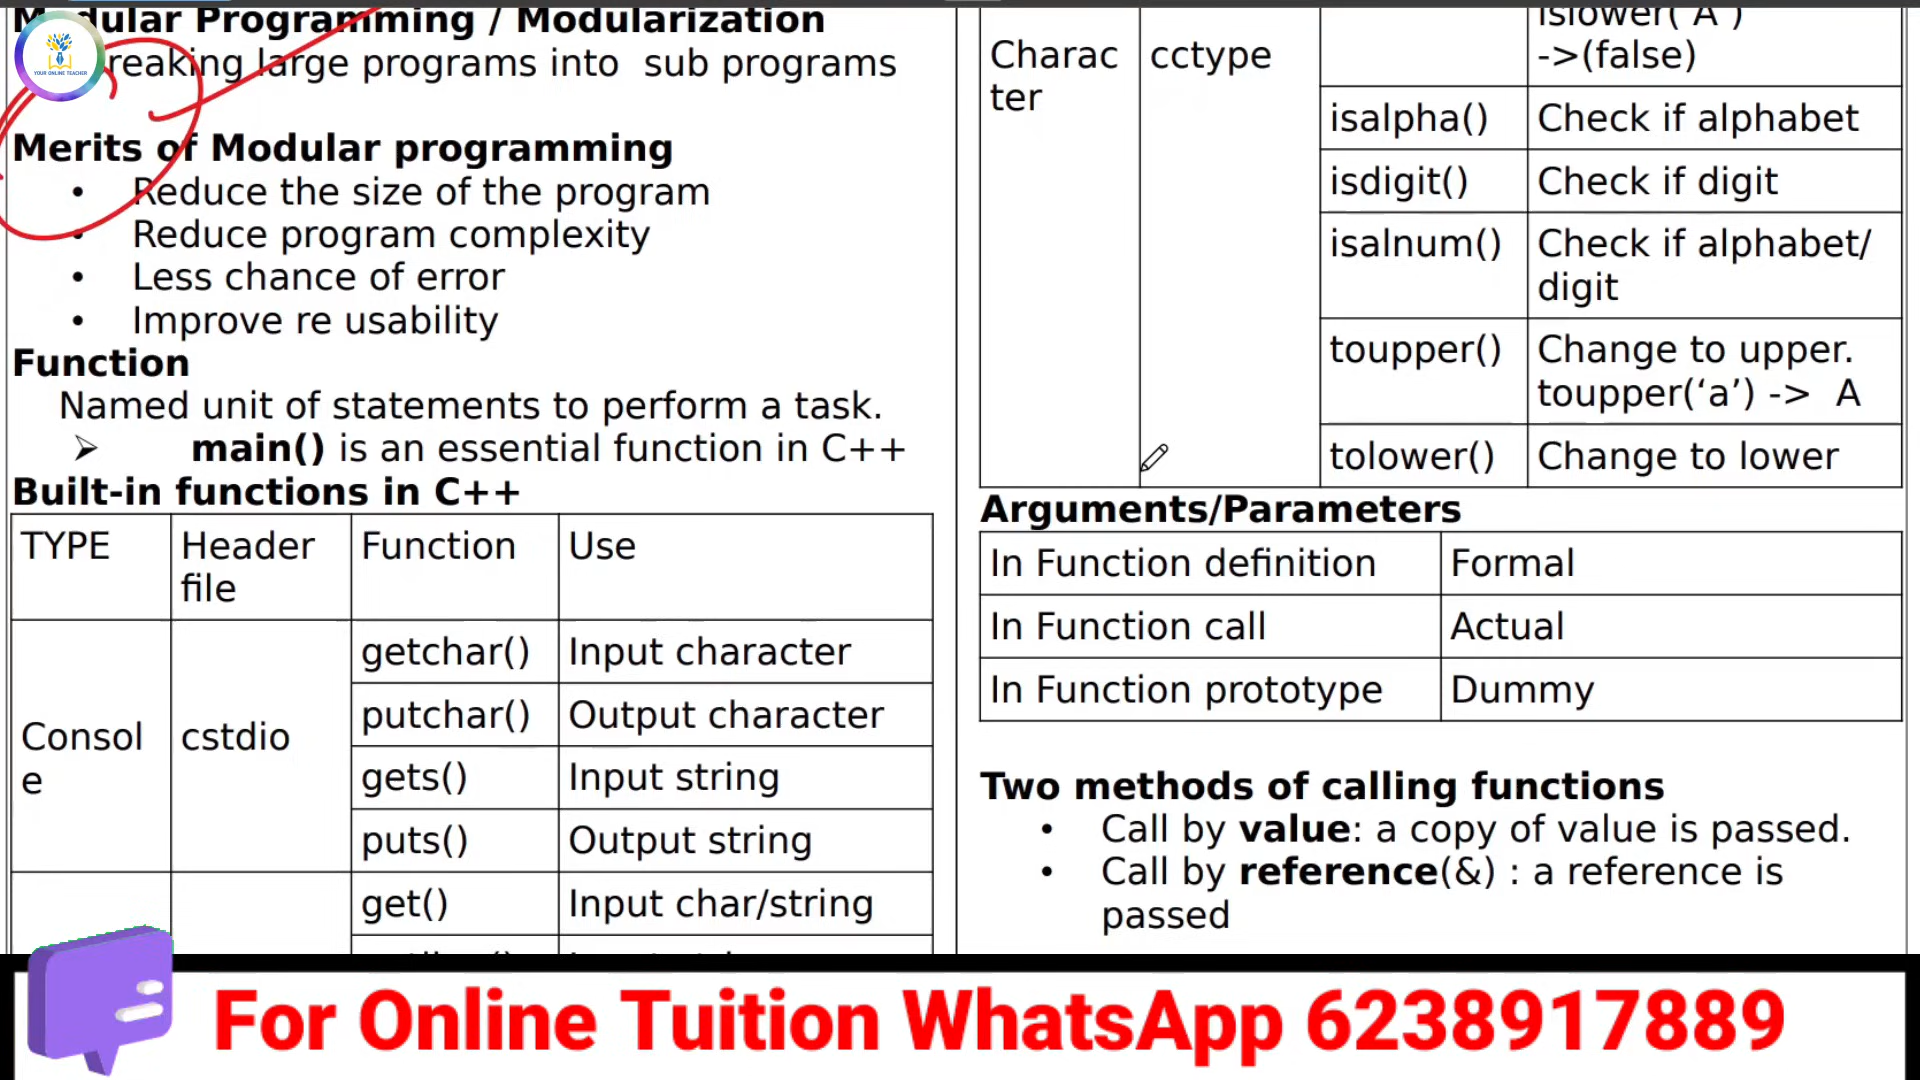 Modular Programming / Modularization
reaking large programs into sub programs
Merits of Modular programming
• Reduce the size of the program
• Reduce program complexity
• Less chance of error
• Improve re usability
Function
Named unit of statements to perform a task.
➢ main() is an essential function in C++
Built-in functions in C++
TYPE Header Function Use
file
getchar() Input character
putchar() Output character
Consol cstdio
e
gets() Input string
puts() Output string
get() Input char/string
islower('A')
->(false)
Charac cctype
ter
isalpha() Check if alphabet
isdigit() Check if digit
isalnum() Check if alphabet/
digit
toupper() Change to upper.
toupper(‘a’) -> A
tolower() Change to lower
Arguments/Parameters
In Function definition Formal
In Function call Actual
In Function prototype Dummy
Two methods of calling functions
• Call by value: a copy of value is passed.
• Call by reference(&) : a reference is
passed
YOUR ONLINE TEACHER
For Online Tuition WhatsApp 6238917889